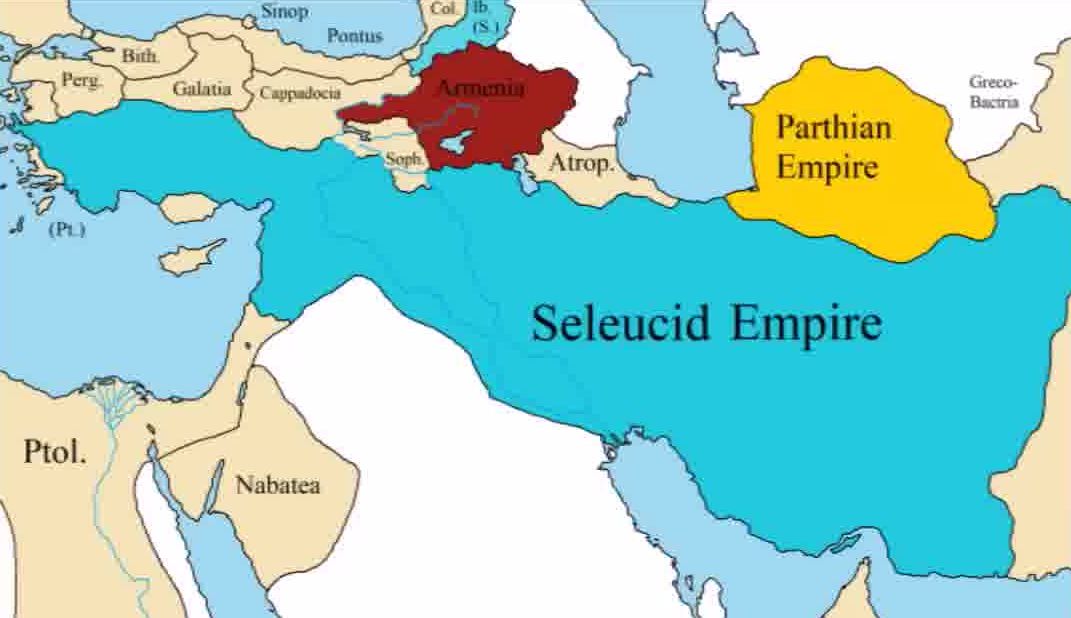 Sinop
Col.
Ib.
(S.)
Pontus
Bith.
Perg.
Galatia
Cappadocia
Armenia
Greco-
Bactria
Parthian
Empire
Soph.
Atrop.
(Pt.)
Seleucid Empire
Ptol.
Nabatea